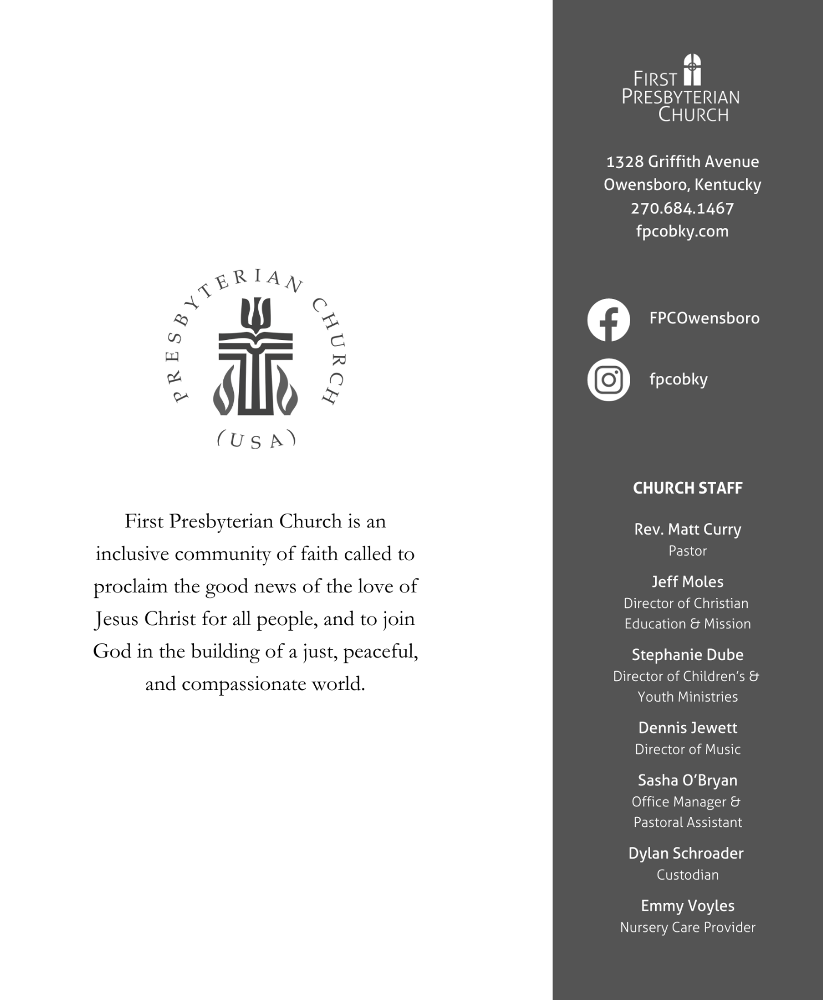 PRESBYTERIAN CHURCH
(USA)
First Presbyterian Church is an
inclusive community of faith called to
proclaim the good news of the love of
Jesus Christ for all people, and to join
God in the building of a just, peaceful,
and compassionate world.
FIRST
PRESBYTERIAN
CHURCH
1328 Griffith Avenue
Owensboro, Kentucky
270.684.1467
fpcobky.com
FPCOwensboro
fpcobky
CHURCH STAFF
Rev. Matt Curry
Pastor
Jeff Moles
Director of Christian
Education & Mission
Stephanie Dube
Director of Children's &
Youth Ministries
Dennis Jewett
Director of Music
Sasha O'Bryan
Office Manager &
Pastoral Assistant
Dylan Schroader
Custodian
Emmy Voyles
Nursery Care Provider